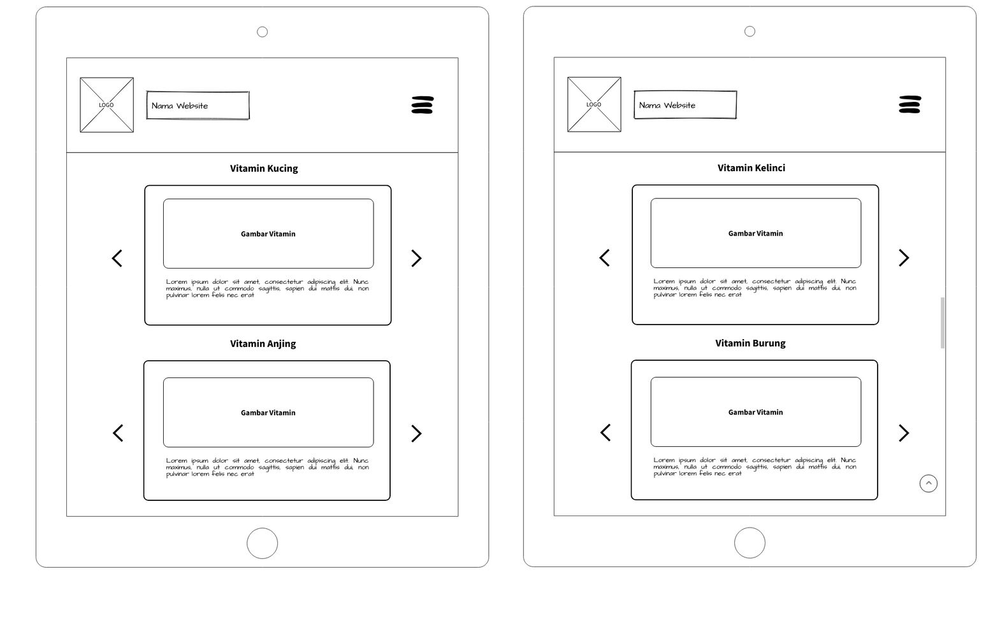 LOGO
Nama Website
Vitamin Kucing
Gambar Vitamin
Lorem ipsum dolor sit amet, consectetur adipiscing elit. Nunc
maximus, nulla ut commodo sagittis, sapien dui mattis dui, non
pulvinar lorem felis nec erat
Vitamin Anjing
Gambar Vitamin
Lorem ipsum dolor sit amet, consectetur adipiscing elit. Nunc
maximus, nulla ut commodo sagittis, sapien dui mattis dui, non
pulvinar lorem felis nec erat
LOGO
Nama Website
Vitamin Kelinci
Gambar Vitamin
Lorem ipsum dolor sit amet, consectetur adipiscing elit. Nunc
maximus, nulla ut commodo sagittis, sapien dui mattis dui, non
pulvinar lorem felis nec erat
Vitamin Burung
Gambar Vitamin
Lorem ipsum dolor sit amet, consectetur adipiscing elit. Nunc
maximus, nulla ut commodo sagittis, sapien dui mattis dui, non
pulvinar lorem felis nec erat